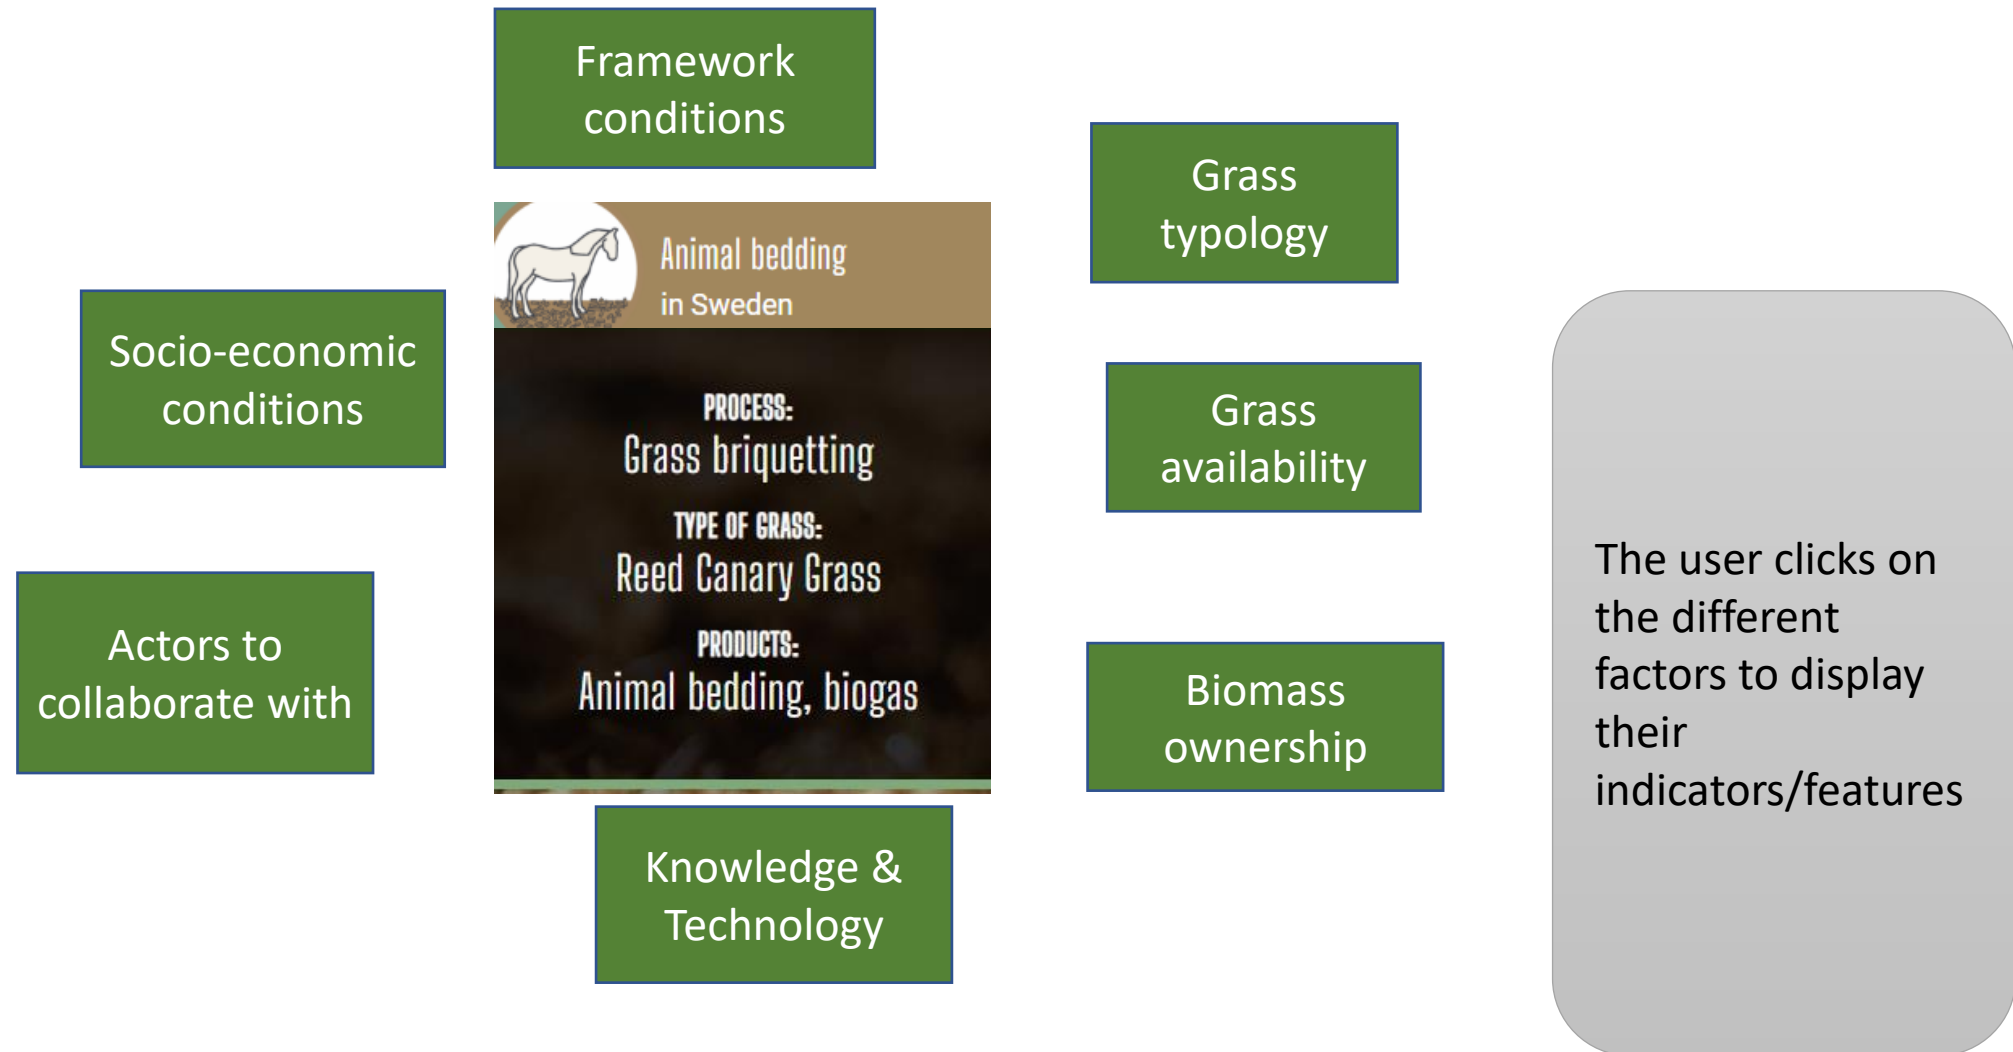 Framework
conditions
Grass
typology
Animal bedding
in Sweden
Socio-economic
conditions
PROCESS:
Grass briquetting
Grass
availability
TYPE OF GRASS:
Reed Canary Grass
Actors to
collaborate with
PRODUCTS:
Animal bedding, biogas
Biomass
ownership
Knowledge &
Technology
The user clicks on
the different
factors to display
their
indicators/features